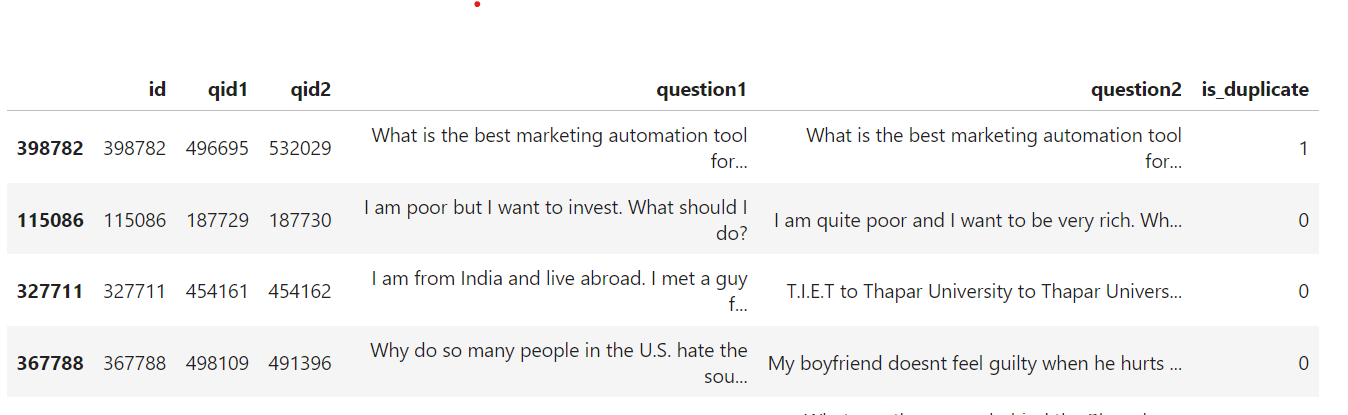 id qid1 qid2 question1 question2 is_duplicate
398782 398782 496695 532029 What is the best marketing automation tool for... What is the best marketing automation tool for... 1
115086 115086 187729 187730 I am poor but I want to invest. What should I do? I am quite poor and I want to be very rich. Wh... 0
327711 327711 454161 454162 I am from India and live abroad. I met a guy f... T.I.E.T to Thapar University to Thapar Univers... 0
367788 367788 498109 491396 Why do so many people in the U.S. hate the sou... My boyfriend doesnt feel guilty when he hurts ... 0